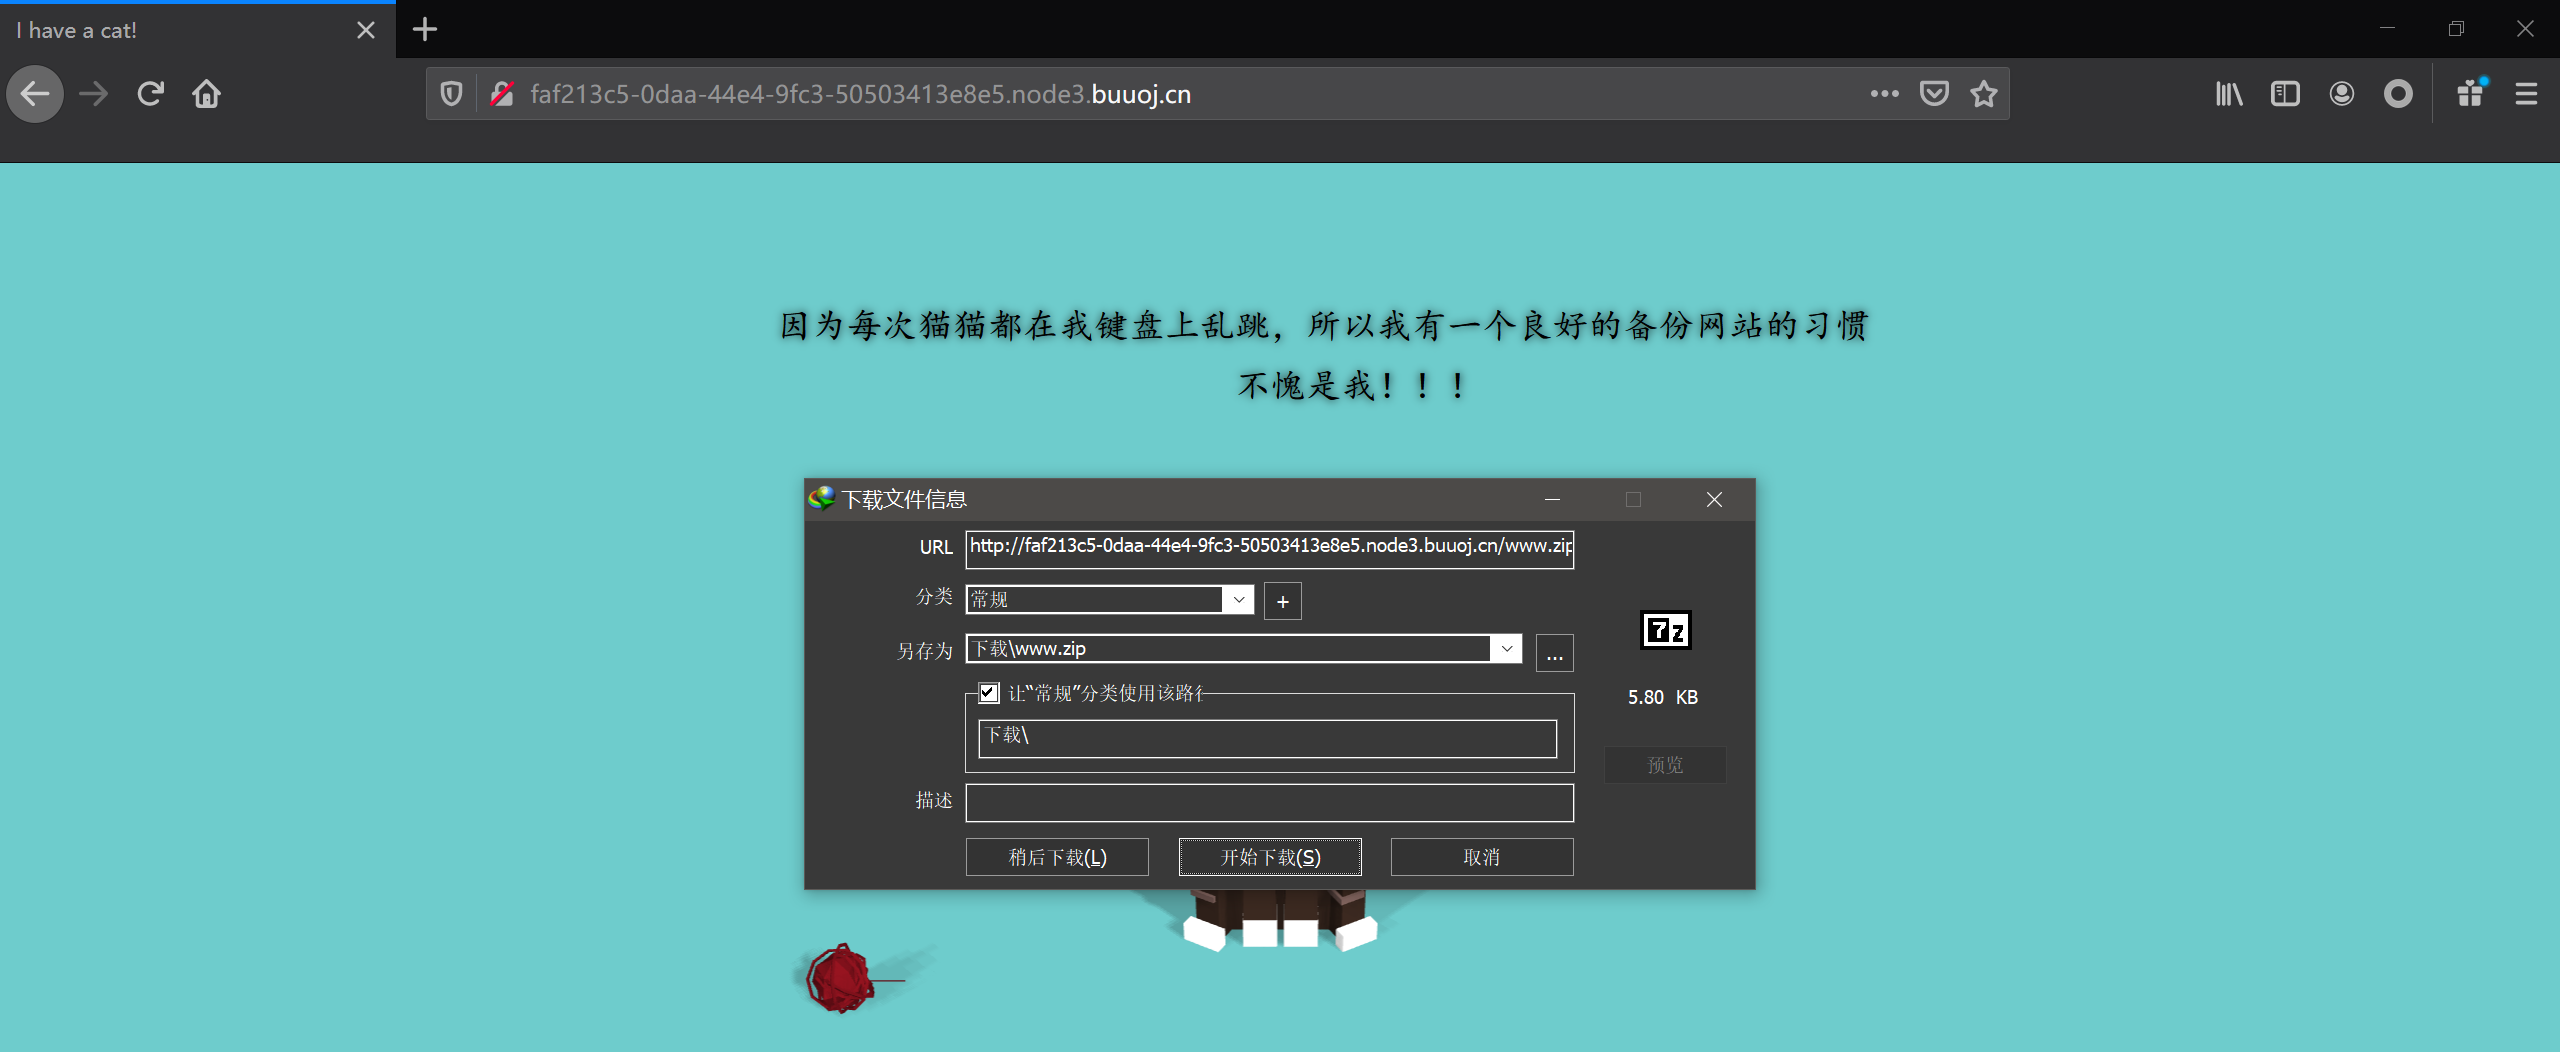 I have a cat!
faf213c5-0daa-44e4-9fc3-50503413e8e5.node3.buuoj.cn
因为每次猫猫都在我键盘上乱跳，所以我有一个良好的备份网站的习惯
不愧是我！！！
下载文件信息
URL http://faf213c5-0daa-44e4-9fc3-50503413e8e5.node3.buuoj.cn/www.zip
分类 常规 +
另存为 下载\www.zip ...
让“常规”分类使用该路径
下载\
7z
5.80 KB
预览
描述
稍后下载(L) 开始下载(S) 取消